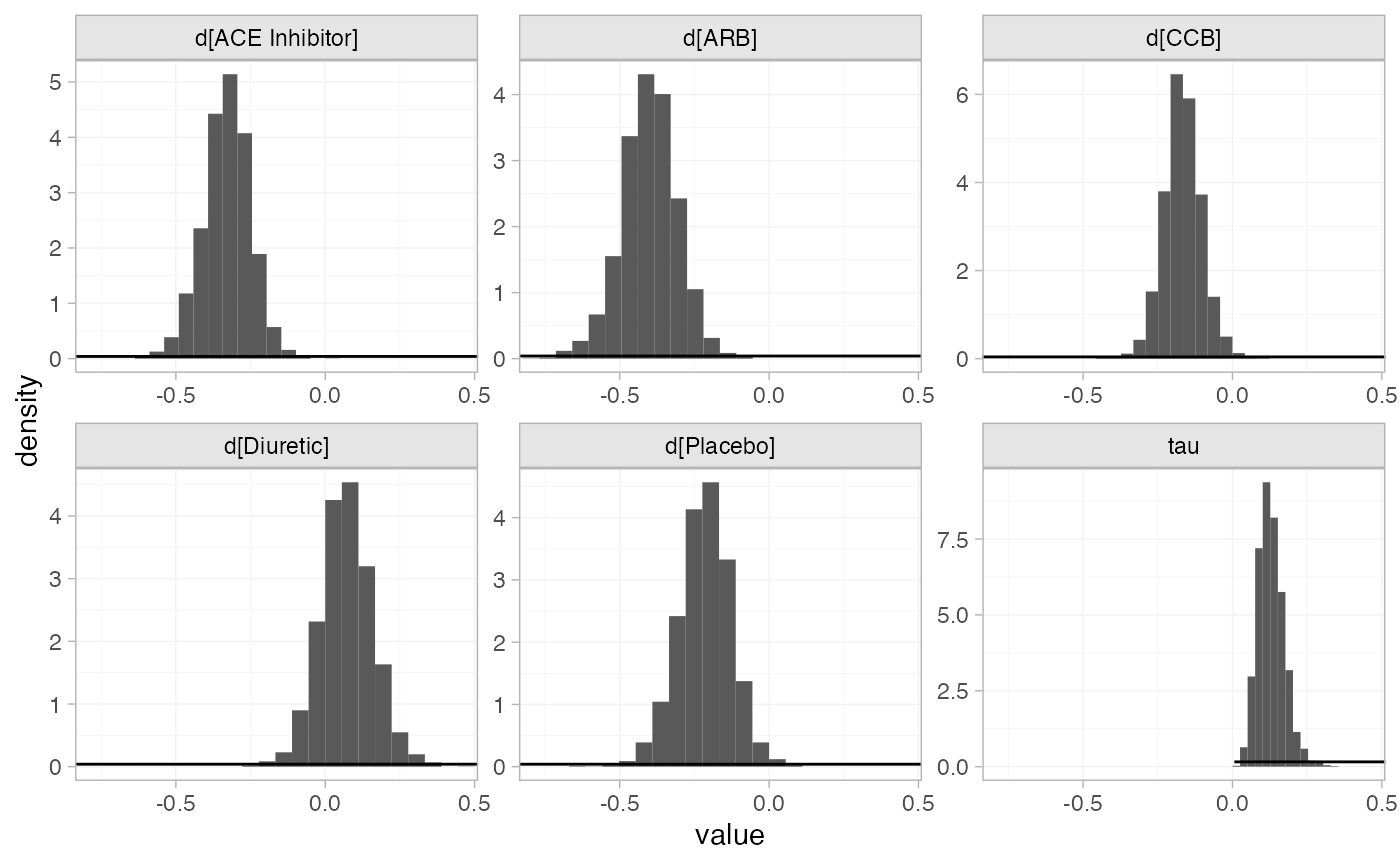 d[ACE Inhibitor] d[ARB] d[CCB]
5 4 3 2 1 0
4 3 2 1 0
6 4 2 0
-0.5 0.0 0.5 -0.5 0.0 0.5 -0.5 0.0 0.5
density
d[Diuretic] d[Placebo] tau
4 3 2 1 0
4 3 2 1 0
7.5 5.0 2.5 0.0
-0.5 0.0 0.5 -0.5 0.0 0.5 -0.5 0.0 0.5
value